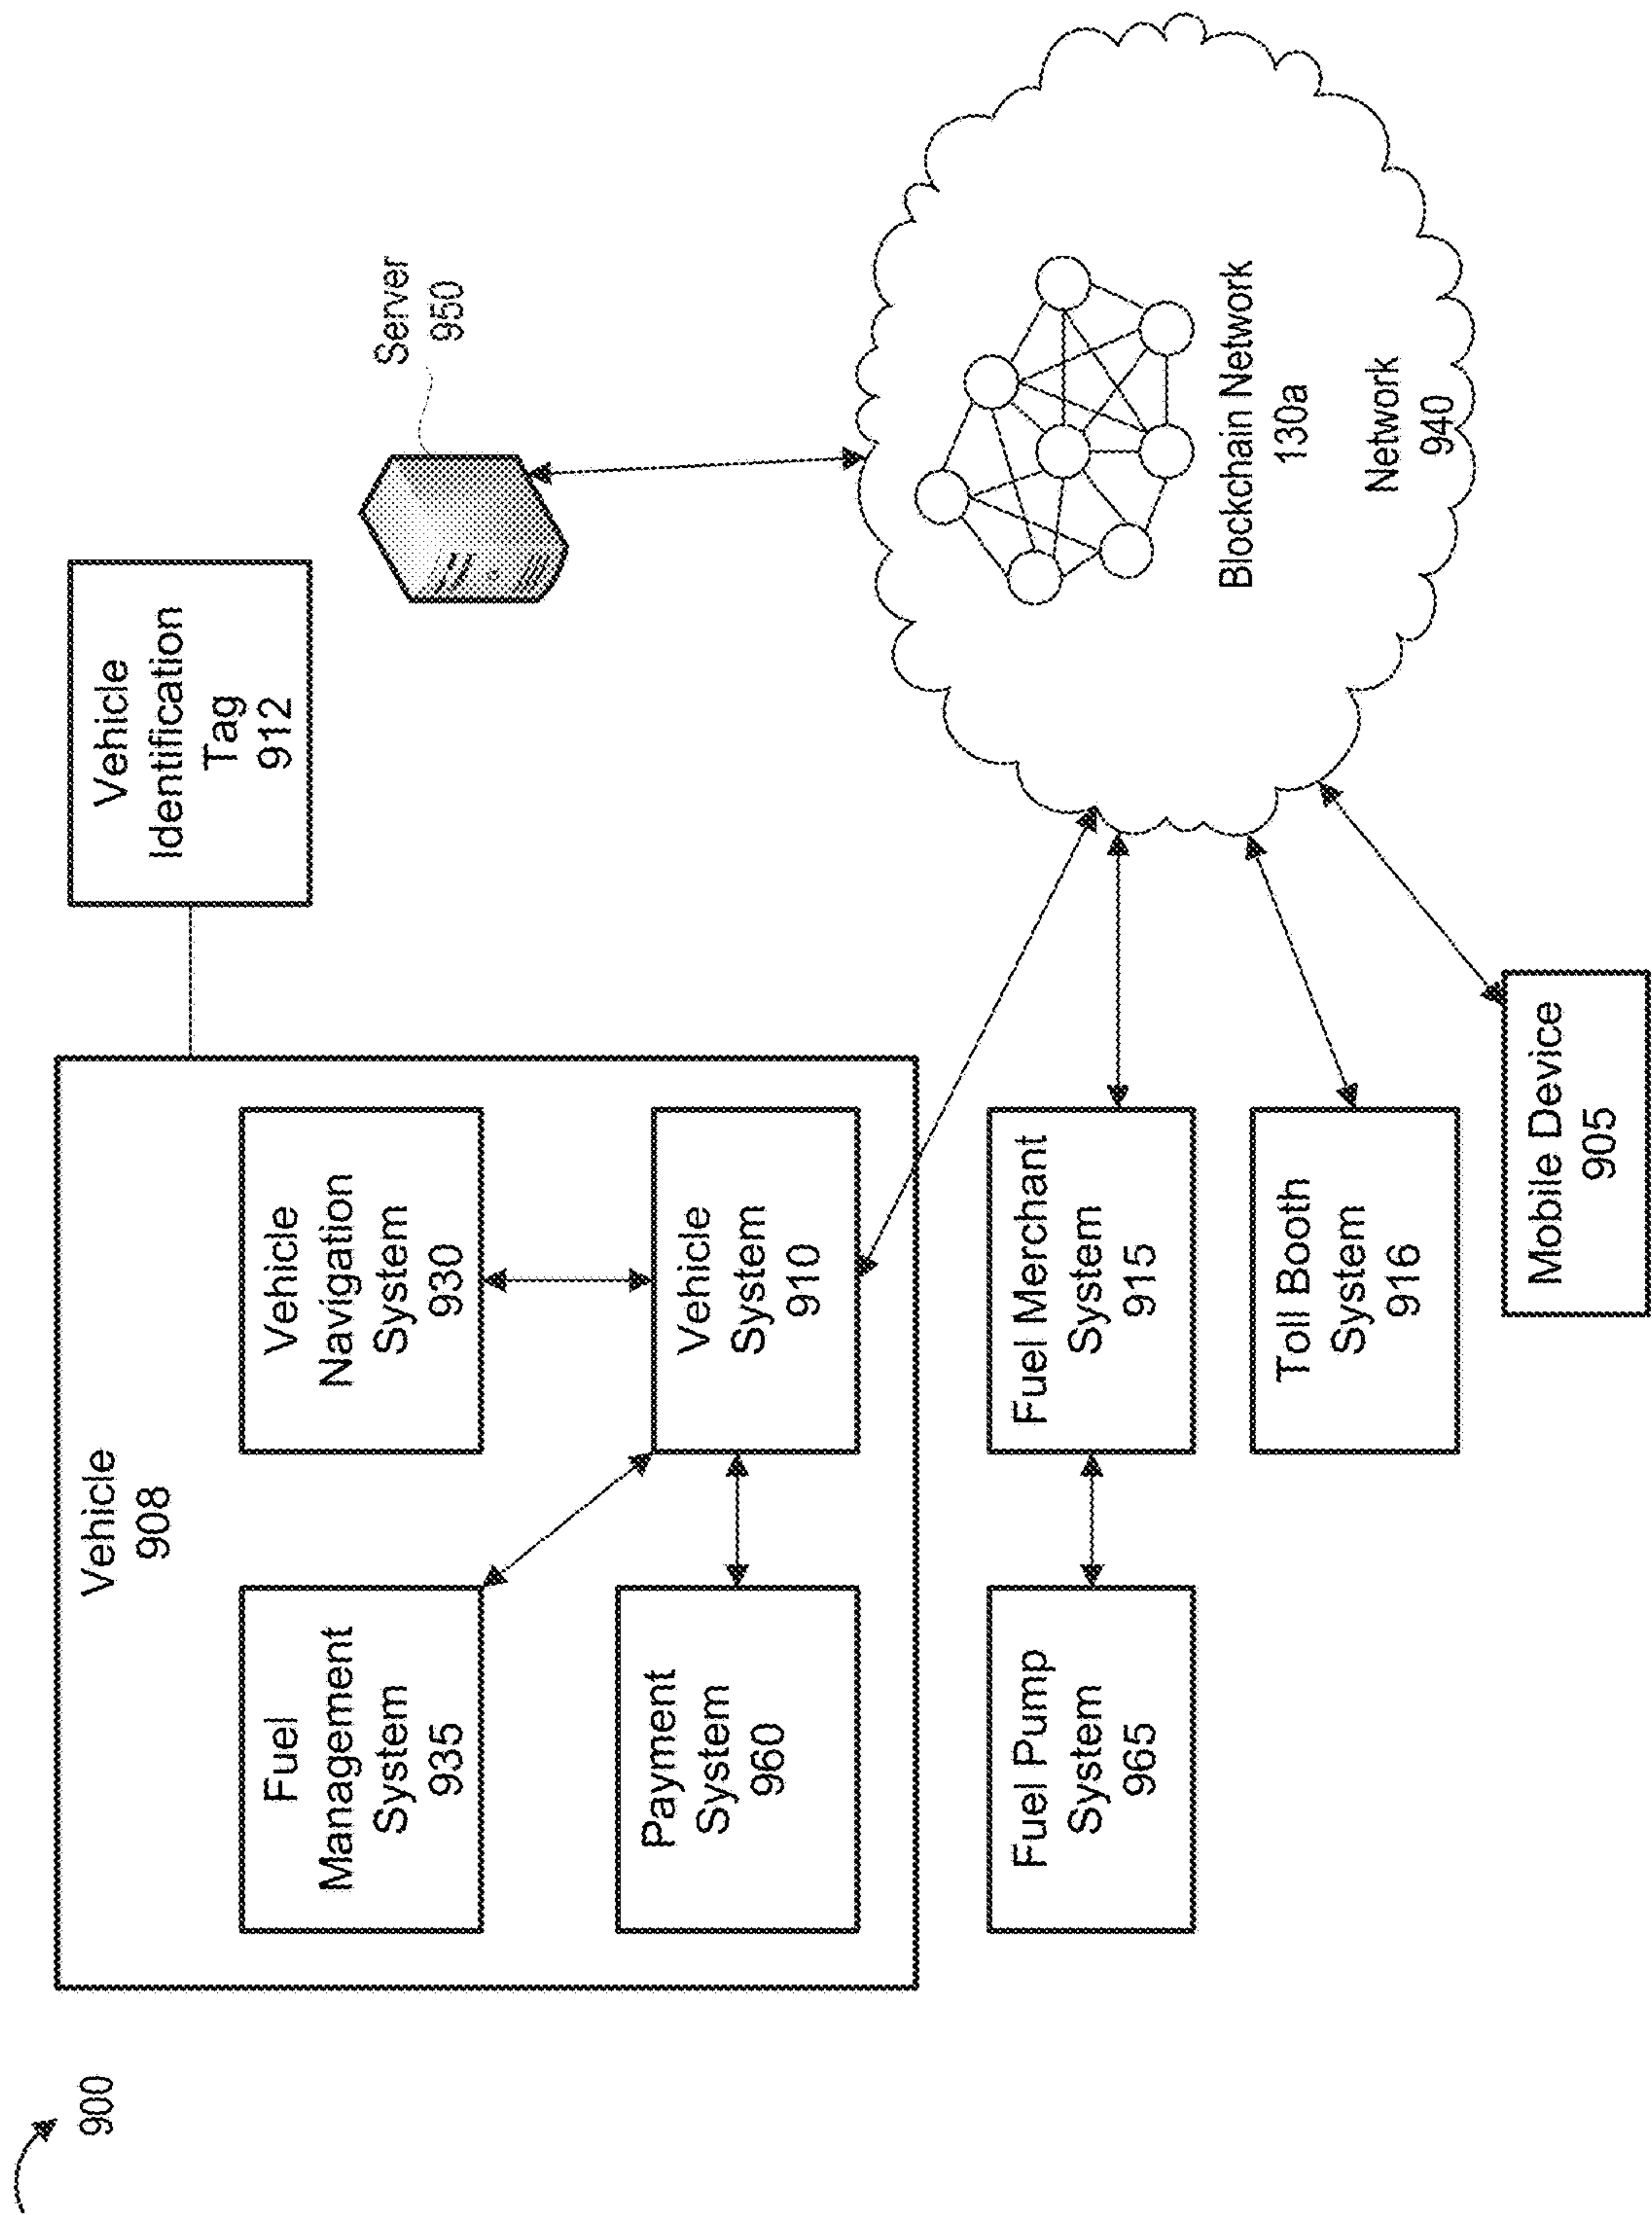 900
Vehicle
908
Fuel
Management
System
935
Vehicle
Navigation
System
930
Payment
System
960
Vehicle
System
910
Vehicle
Identification
Tag
912
Server
950
Fuel Pump
System
965
Fuel Merchant
System
915
Toll Booth
System
916
Mobile Device
905
Blockchain Network
130a
Network
940